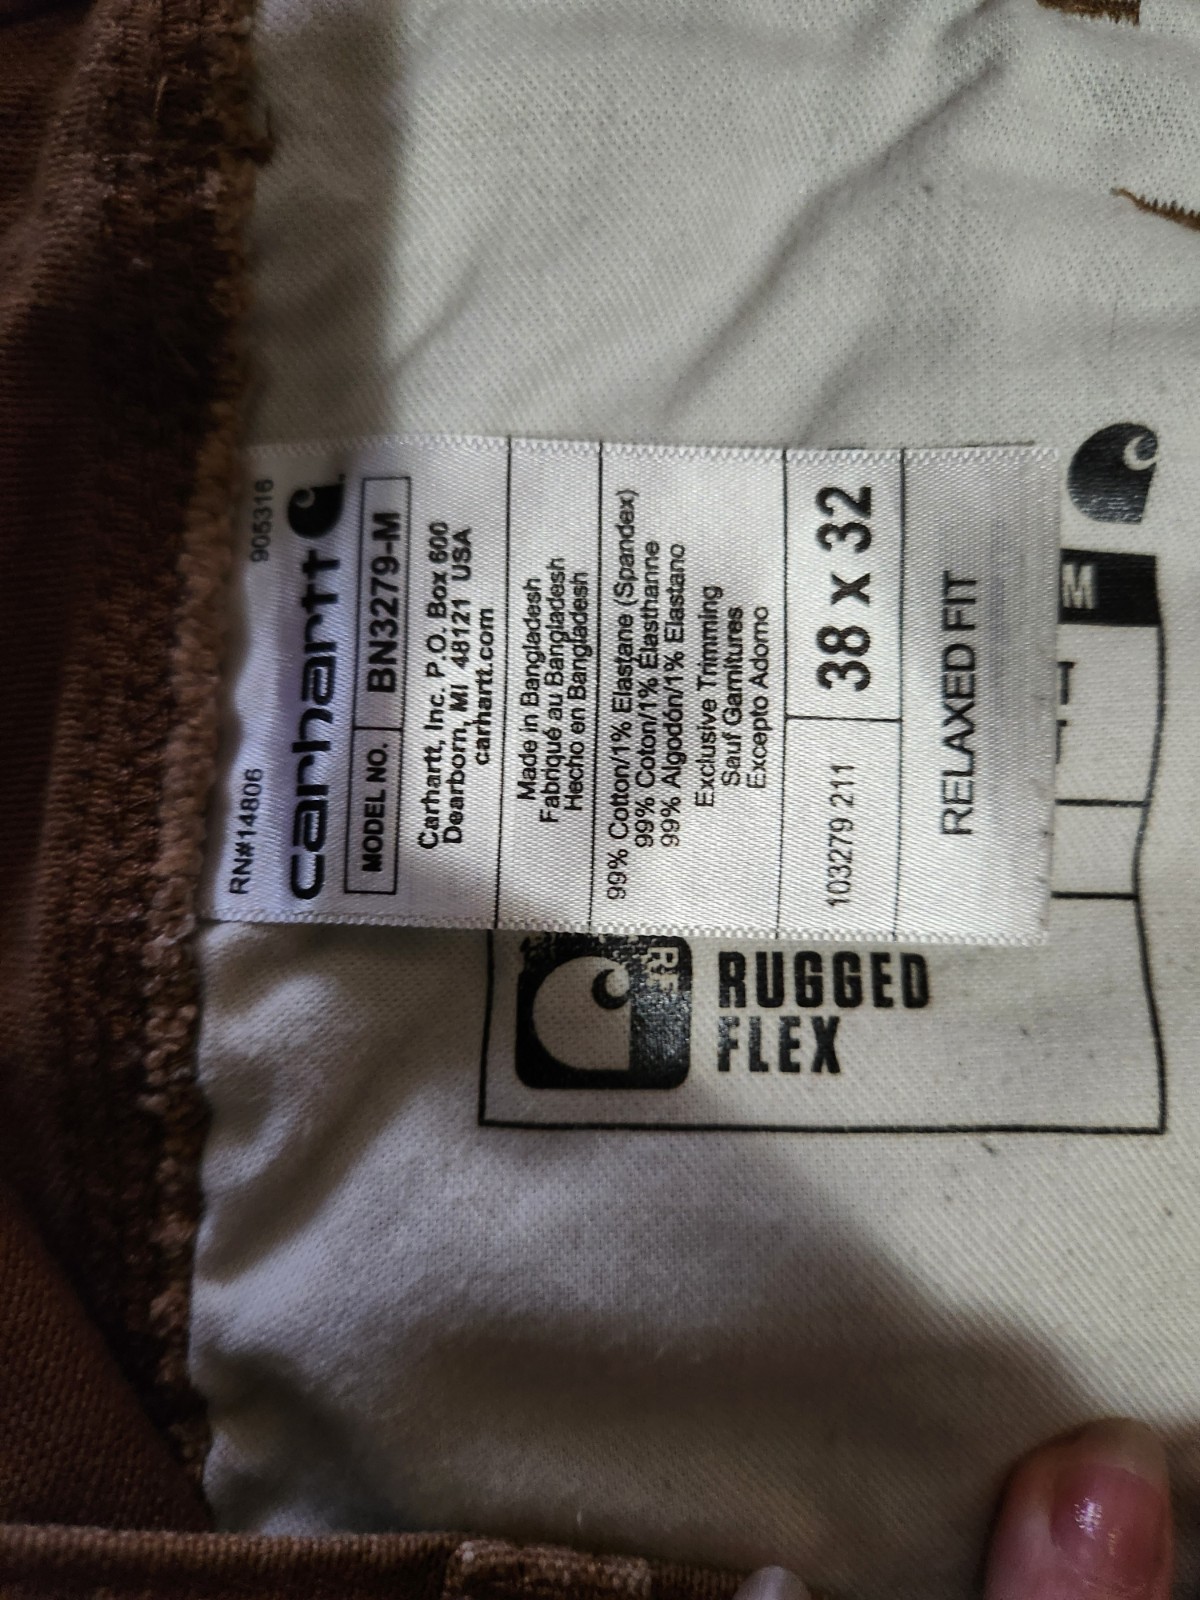 RN#14806 905316
carhartt
MODEL NO. BN3279-M
Carhartt, Inc. P.O. Box 600
Dearborn, MI 48121 USA
carhartt.com
Made in Bangladesh
Fabriqué au Bangladesh
Hecho en Bangladesh
99% Cotton/1% Elastane (Spandex)
99% Coton/1% Élasthanne
99% Algodón/1% Elastano
Exclusive Trimming
Sauf Garnitures
Excepto Adorno
103279 211 38 x 32
RELAXED FIT
RF
RUGGED
FLEX
M